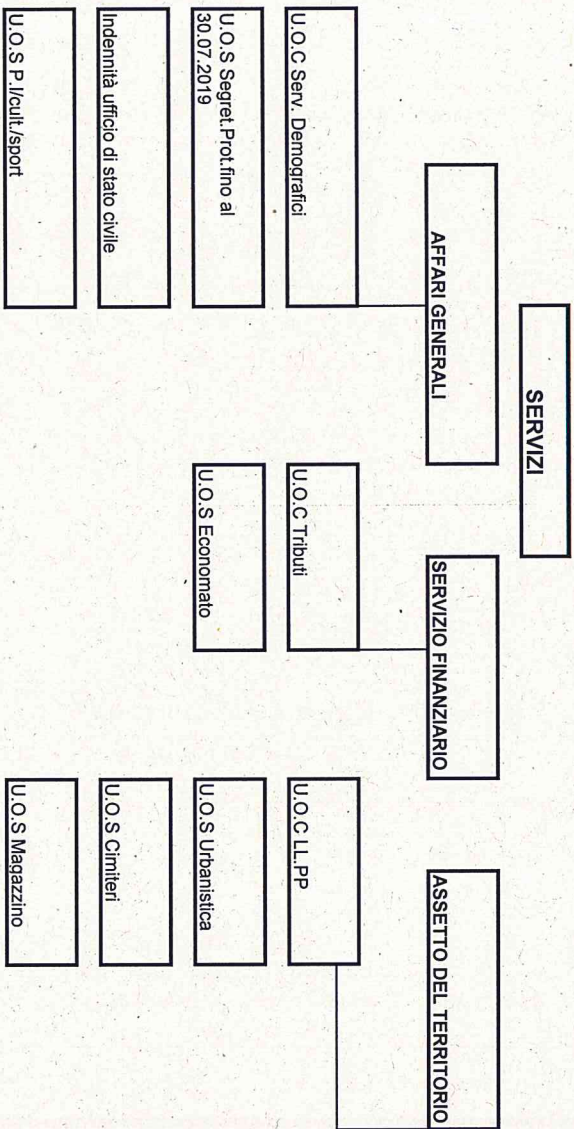 SERVIZI
AFFARI GENERALI
SERVIZIO FINANZIARIO
ASSETTO DEL TERRITORIO
U.O.C Serv. Demografici
U.O.S Segret.Prot.fino al
30.07.2019
Indennità ufficio di stato civile
U.O.S P.I/cult./sport
U.O.C Tributi
U.O.S Economato
U.O.C LL.PP
U.O.S Urbanistica
U.O.S Cimiteri
U.O.S Magazzino